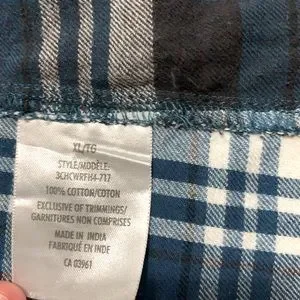 XL/TG
STYLE/MODÈLE:
3CHCWRFH4-717
100% COTTON/COTON
EXCLUSIVE OF TRIMMINGS/
GARNITURES NON COMPRISES
MADE IN INDIA
FABRIQUÉ EN INDE
CA 03961